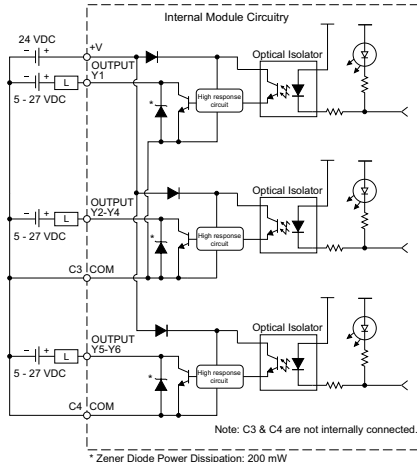 Internal Module Circuitry
24 VDC
− +
+V
OUTPUT
Y1
Optical Isolator
− +
L
5 - 27 VDC
*
High response
circuit
OUTPUT
Y2-Y4
Optical Isolator
− +
L
5 - 27 VDC
*
High response
circuit
C3 COM
OUTPUT
Y5-Y6
Optical Isolator
− +
L
5 - 27 VDC
*
High response
circuit
C4 COM
Note: C3 & C4 are not internally connected.
* Zener Diode Power Dissipation: 200 mW